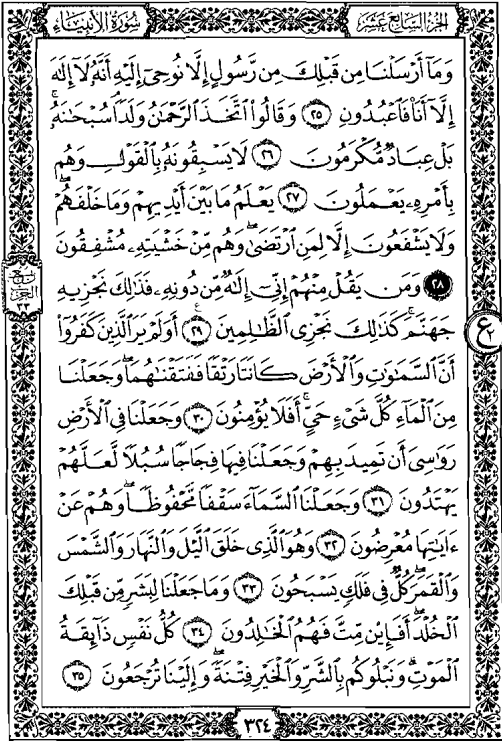 الجزء السابع عشر
سورة الأنبياء
وَمَآ أَرْسَلْنَا مِن قَبْلِكَ مِن رَّسُولٍ إِلَّا نُوحِىٓ إِلَيْهِ أَنَّهُۥ لَآ إِلَٰهَ
إِلَّآ أَنَا۠ فَٱعْبُدُونِ ٢٥ وَقَالُوا۟ ٱتَّخَذَ ٱلرَّحْمَٰنُ وَلَدًا ۗ سُبْحَٰنَهُۥ ۚ
بَلْ عِبَادٌ مُّكْرَمُونَ ٢٦ لَا يَسْبِقُونَهُۥ بِٱلْقَوْلِ وَهُم
بِأَمْرِهِۦ يَعْمَلُونَ ٢٧ يَعْلَمُ مَا بَيْنَ أَيْدِيهِمْ وَمَا خَلْفَهُمْ
وَلَا يَشْفَعُونَ إِلَّا لِمَنِ ٱرْتَضَىٰ وَهُم مِّنْ خَشْيَتِهِۦ مُشْفِقُونَ
٢٨ وَمَن يَقُلْ مِنْهُمْ إِنِّىٓ إِلَٰهٌ مِّن دُونِهِۦ فَذَٰلِكَ نَجْزِيهِ
جَهَنَّمَ ۚ كَذَٰلِكَ نَجْزِى ٱلظَّٰلِمِينَ ٢٩ أَوَلَمْ يَرَ ٱلَّذِينَ كَفَرُوٓا۟
أَنَّ ٱلسَّمَٰوَٰتِ وَٱلْأَرْضَ كَانَتَا رَتْقًا فَفَتَقْنَٰهُمَا ۖ وَجَعَلْنَا
مِنَ ٱلْمَآءِ كُلَّ شَىْءٍ حَىٍّ ۖ أَفَلَا يُؤْمِنُونَ ٣٠ وَجَعَلْنَا فِى ٱلْأَرْضِ
رَوَٰسِىَ أَن تَمِيدَ بِهِمْ وَجَعَلْنَا فِيهَا فِجَاجًا سُبُلًا لَّعَلَّهُمْ
يَهْتَدُونَ ٣١ وَجَعَلْنَا ٱلسَّمَآءَ سَقْفًا مَّحْفُوظًا ۖ وَهُمْ عَنْ
ءَايَٰتِهَا مُعْرِضُونَ ٣٢ وَهُوَ ٱلَّذِى خَلَقَ ٱلَّيْلَ وَٱلنَّهَارَ وَٱلشَّمْسَ
وَٱلْقَمَرَ ۖ كُلٌّ فِى فَلَكٍ يَسْبَحُونَ ٣٣ وَمَا جَعَلْنَا لِبَشَرٍ مِّن قَبْلِكَ
ٱلْخُلْدَ ۖ أَفَإِي۟ن مِّتَّ فَهُمُ ٱلْخَٰلِدُونَ ٣٤ كُلُّ نَفْسٍ ذَآئِقَةُ
ٱلْمَوْتِ ۗ وَنَبْلُوكُم بِٱلشَّرِّ وَٱلْخَيْرِ فِتْنَةً ۖ وَإِلَيْنَا تُرْجَعُونَ ٣٥
ربع
الجزء
ع
٣٢٤